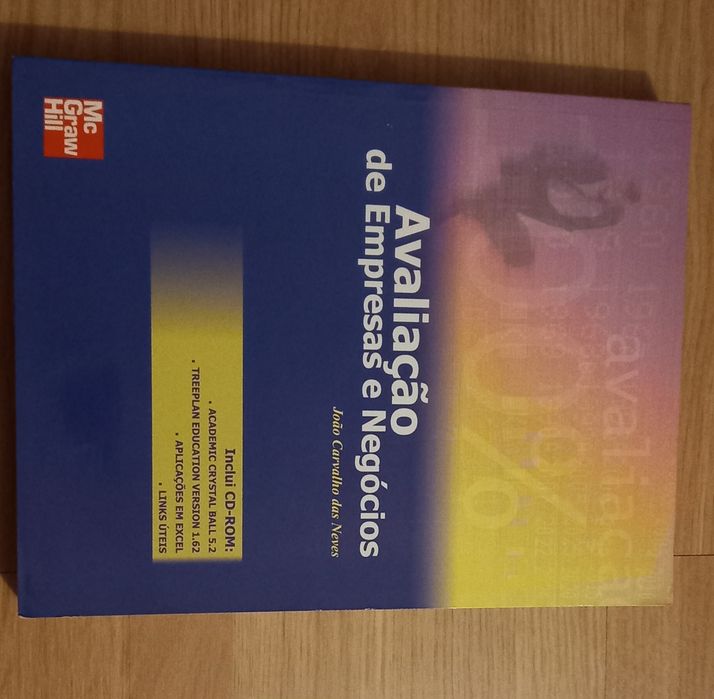 avali
Avaliação
de Empresas e Negócios
João Carvalho das Neves
Inclui CD-ROM:
. ACADEMIC CRYSTAL BALL 5.2
. TREEPLAN EDUCATION VERSION 1.62
. APLICAÇÕES EM EXCEL
. LINKS ÚTEIS
Mc
Graw
Hill